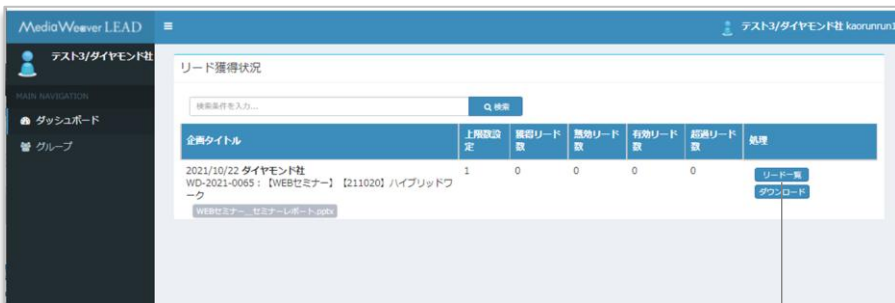 MediaWeaver LEAD
テスト3/ダイヤモンド社 kaorunrun1
テスト3/ダイヤモンド社
リード獲得状況
MAIN NAVIGATION
検索条件を入力...
検索
ダッシュボード
グループ
企画タイトル
上限数設定
獲得リード数
無効リード数
有効リード数
超過リード数
処理
2021/10/22 ダイヤモンド社
WD-2021-0065：【WEBセミナー】【211020】ハイブリッドワ
ーク
WEBセミナー__セミナーレポート.pptx
1
0
0
0
0
リード一覧
ダウンロード